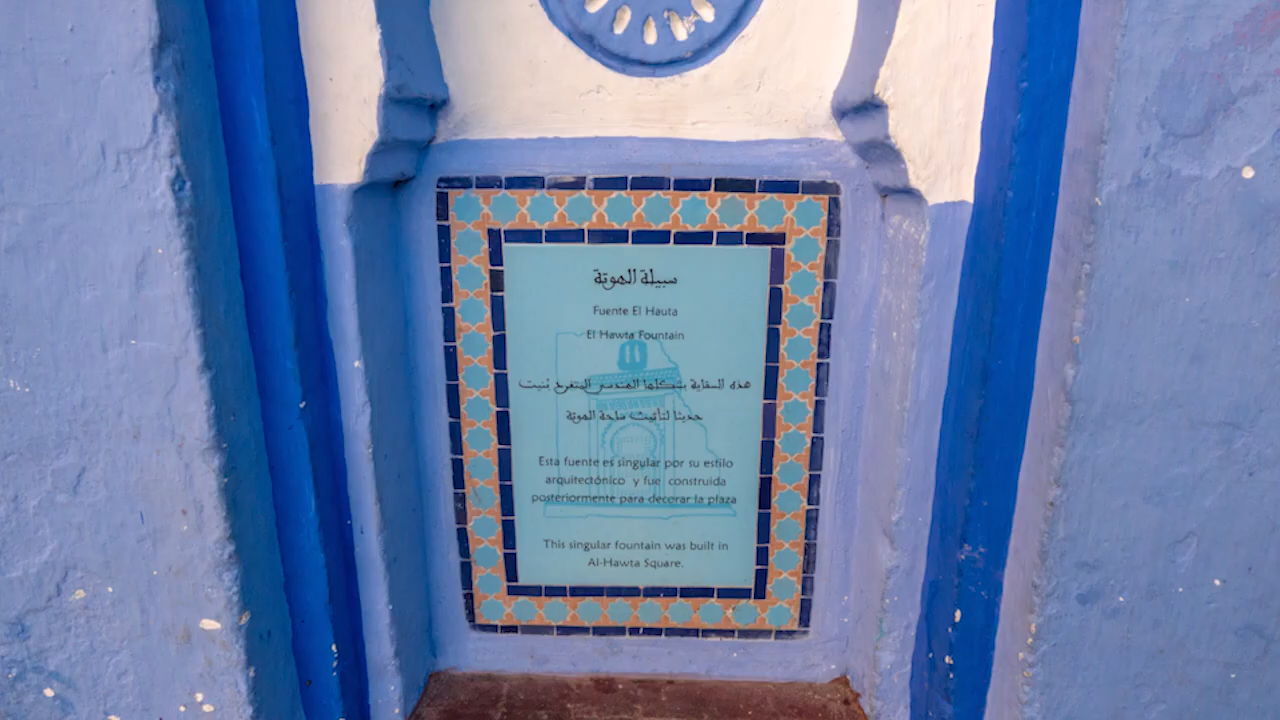 سبيلة الهوتة
Fuente El Hauta
El Hawta Fountain
هذه السقاية بشكلها الهندسي المتفرد بُنيت
حديثا لتأثيث ساحة الهوتة
Esta fuente es singular por su estilo
arquitectónico y fue construida
posteriormente para decorar la plaza
This singular fountain was built in
Al-Hawta Square.